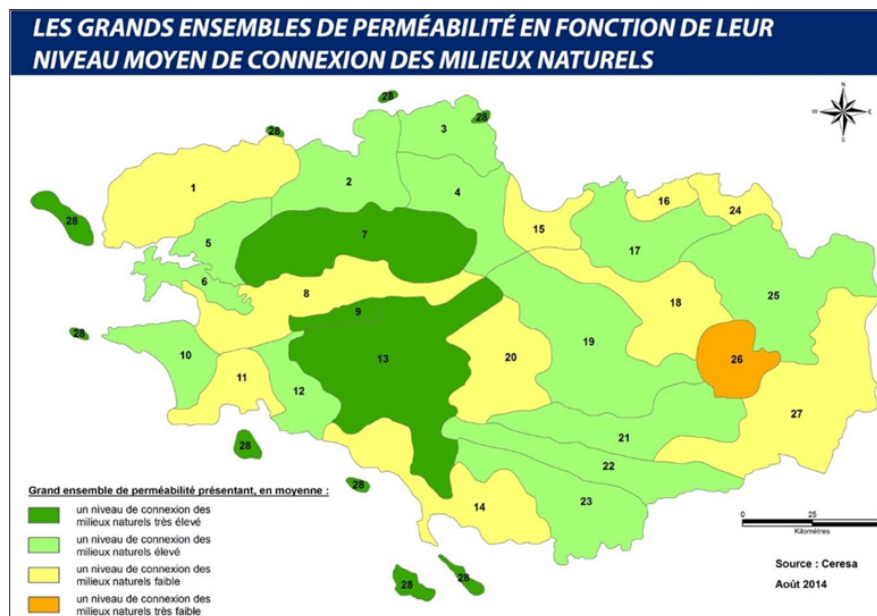 LES GRANDS ENSEMBLES DE PERMÉABILITÉ EN FONCTION DE LEUR
NIVEAU MOYEN DE CONNEXION DES MILIEUX NATURELS
N
W E
S
28
28
28
3
1
2
4
28
16
24
15
5
7
17
6
8
25
18
9
28
10
13
19
26
20
11
12
27
21
28
22
28
14
23
28
28
Grand ensemble de perméabilité présentant, en moyenne :
un niveau de connexion des
milieux naturels très élevé
un niveau de connexion des
milieux naturels élevé
un niveau de connexion des
milieux naturels faible
un niveau de connexion des
milieux naturels très faible
0 25
Kilomètres
Source : Ceresa
Août 2014